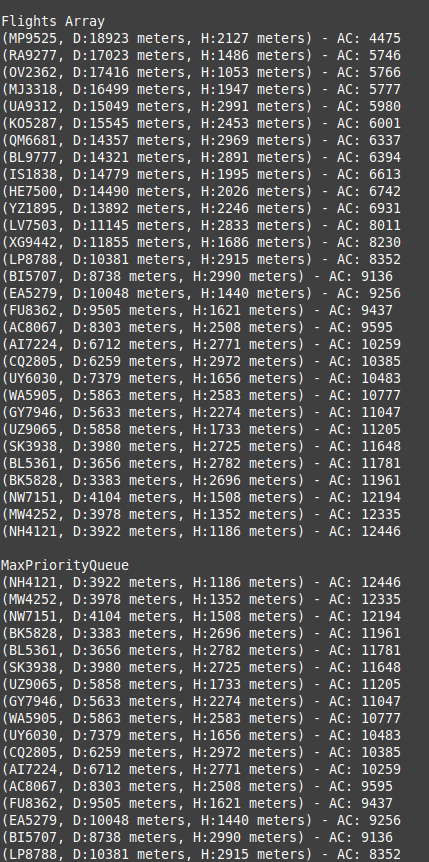 Flights Array
(MP9525, D:18923 meters, H:2127 meters) - AC: 4475
(RA9277, D:17023 meters, H:1486 meters) - AC: 5746
(OV2362, D:17416 meters, H:1053 meters) - AC: 5766
(MJ3318, D:16499 meters, H:1947 meters) - AC: 5777
(UA9312, D:15049 meters, H:2991 meters) - AC: 5980
(KO5287, D:15545 meters, H:2453 meters) - AC: 6001
(QM6681, D:14357 meters, H:2969 meters) - AC: 6337
(BL9777, D:14321 meters, H:2891 meters) - AC: 6394
(IS1838, D:14779 meters, H:1995 meters) - AC: 6613
(HE7500, D:14490 meters, H:2026 meters) - AC: 6742
(YZ1895, D:13892 meters, H:2246 meters) - AC: 6931
(LV7503, D:11145 meters, H:2833 meters) - AC: 8011
(XG9442, D:11855 meters, H:1686 meters) - AC: 8230
(LP8788, D:10381 meters, H:2915 meters) - AC: 8352
(BI5707, D:8738 meters, H:2990 meters) - AC: 9136
(EA5279, D:10048 meters, H:1440 meters) - AC: 9256
(FU8362, D:9505 meters, H:1621 meters) - AC: 9437
(AC8067, D:8303 meters, H:2508 meters) - AC: 9595
(AI7224, D:6712 meters, H:2771 meters) - AC: 10259
(CQ2805, D:6259 meters, H:2972 meters) - AC: 10385
(UY6030, D:7379 meters, H:1656 meters) - AC: 10483
(WA5905, D:5863 meters, H:2583 meters) - AC: 10777
(GY7946, D:5633 meters, H:2274 meters) - AC: 11047
(UZ9065, D:5858 meters, H:1733 meters) - AC: 11205
(SK3938, D:3980 meters, H:2725 meters) - AC: 11648
(BL5361, D:3656 meters, H:2782 meters) - AC: 11781
(BK5828, D:3383 meters, H:2696 meters) - AC: 11961
(NW7151, D:4104 meters, H:1508 meters) - AC: 12194
(MW4252, D:3978 meters, H:1352 meters) - AC: 12335
(NH4121, D:3922 meters, H:1186 meters) - AC: 12446
MaxPriorityQueue
(NH4121, D:3922 meters, H:1186 meters) - AC: 12446
(MW4252, D:3978 meters, H:1352 meters) - AC: 12335
(NW7151, D:4104 meters, H:1508 meters) - AC: 12194
(BK5828, D:3383 meters, H:2696 meters) - AC: 11961
(BL5361, D:3656 meters, H:2782 meters) - AC: 11781
(SK3938, D:3980 meters, H:2725 meters) - AC: 11648
(UZ9065, D:5858 meters, H:1733 meters) - AC: 11205
(GY7946, D:5633 meters, H:2274 meters) - AC: 11047
(WA5905, D:5863 meters, H:2583 meters) - AC: 10777
(UY6030, D:7379 meters, H:1656 meters) - AC: 10483
(CQ2805, D:6259 meters, H:2972 meters) - AC: 10385
(AI7224, D:6712 meters, H:2771 meters) - AC: 10259
(AC8067, D:8303 meters, H:2508 meters) - AC: 9595
(FU8362, D:9505 meters, H:1621 meters) - AC: 9437
(EA5279, D:10048 meters, H:1440 meters) - AC: 9256
(BI5707, D:8738 meters, H:2990 meters) - AC: 9136
(LP8788, D:10381 meters, H:2915 meters) - AC: 8352